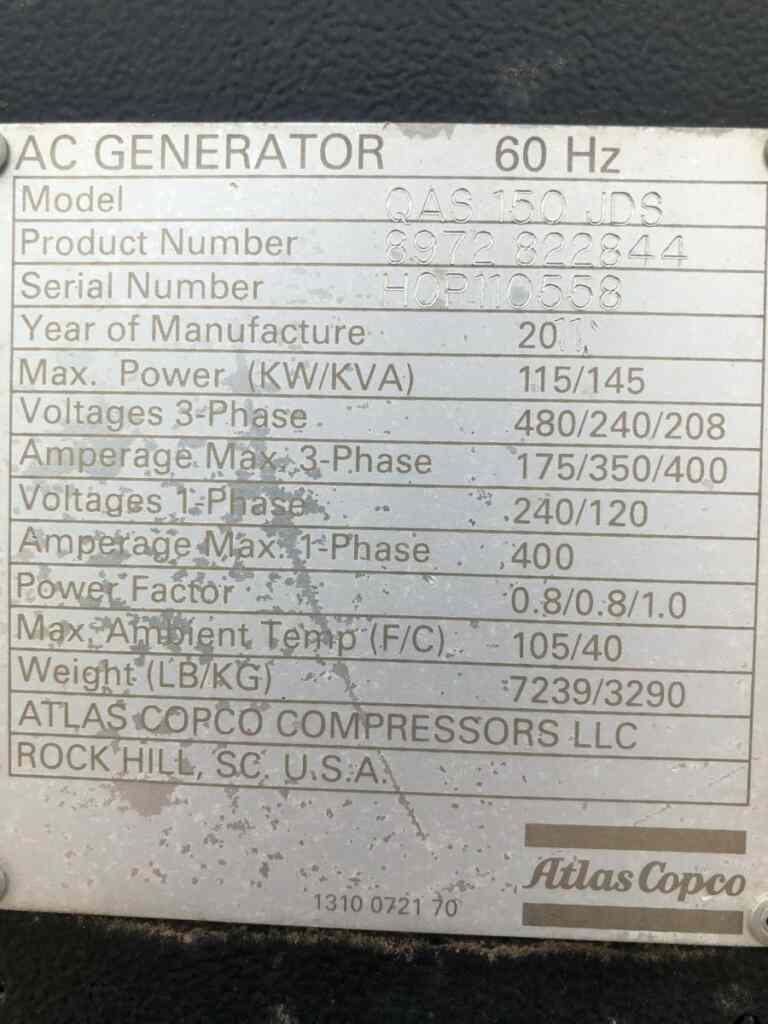 AC GENERATOR 60 Hz
Model QAS 150 JDS
Product Number 8972 822844
Serial Number HOP110558
Year of Manufacture 2011
Max. Power (KW/KVA) 115/145
Voltages 3-Phase 480/240/208
Amperage Max. 3-Phase 175/350/400
Voltages 1-Phase 240/120
Amperage Max. 1-Phase 400
Power Factor 0.8/0.8/1.0
Max. Ambient Temp (F/C) 105/40
Weight (LB/KG) 7239/3290
ATLAS COPCO COMPRESSORS LLC
ROCK HILL, SC. U.S.A.
Atlas Copco
1310 0721 70